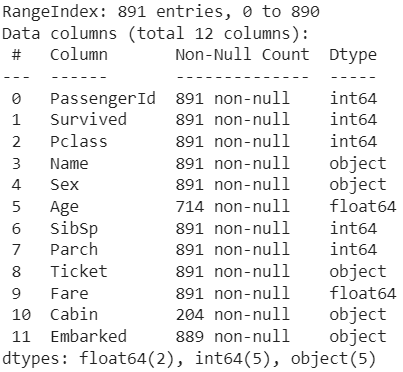 RangeIndex: 891 entries, 0 to 890
Data columns (total 12 columns):
 #   Column       Non-Null Count  Dtype
---  ------       --------------  -----
 0   PassengerId  891 non-null    int64
 1   Survived     891 non-null    int64
 2   Pclass       891 non-null    int64
 3   Name         891 non-null    object
 4   Sex          891 non-null    object
 5   Age          714 non-null    float64
 6   SibSp        891 non-null    int64
 7   Parch        891 non-null    int64
 8   Ticket       891 non-null    object
 9   Fare         891 non-null    float64
 10  Cabin        204 non-null    object
 11  Embarked     889 non-null    object
dtypes: float64(2), int64(5), object(5)